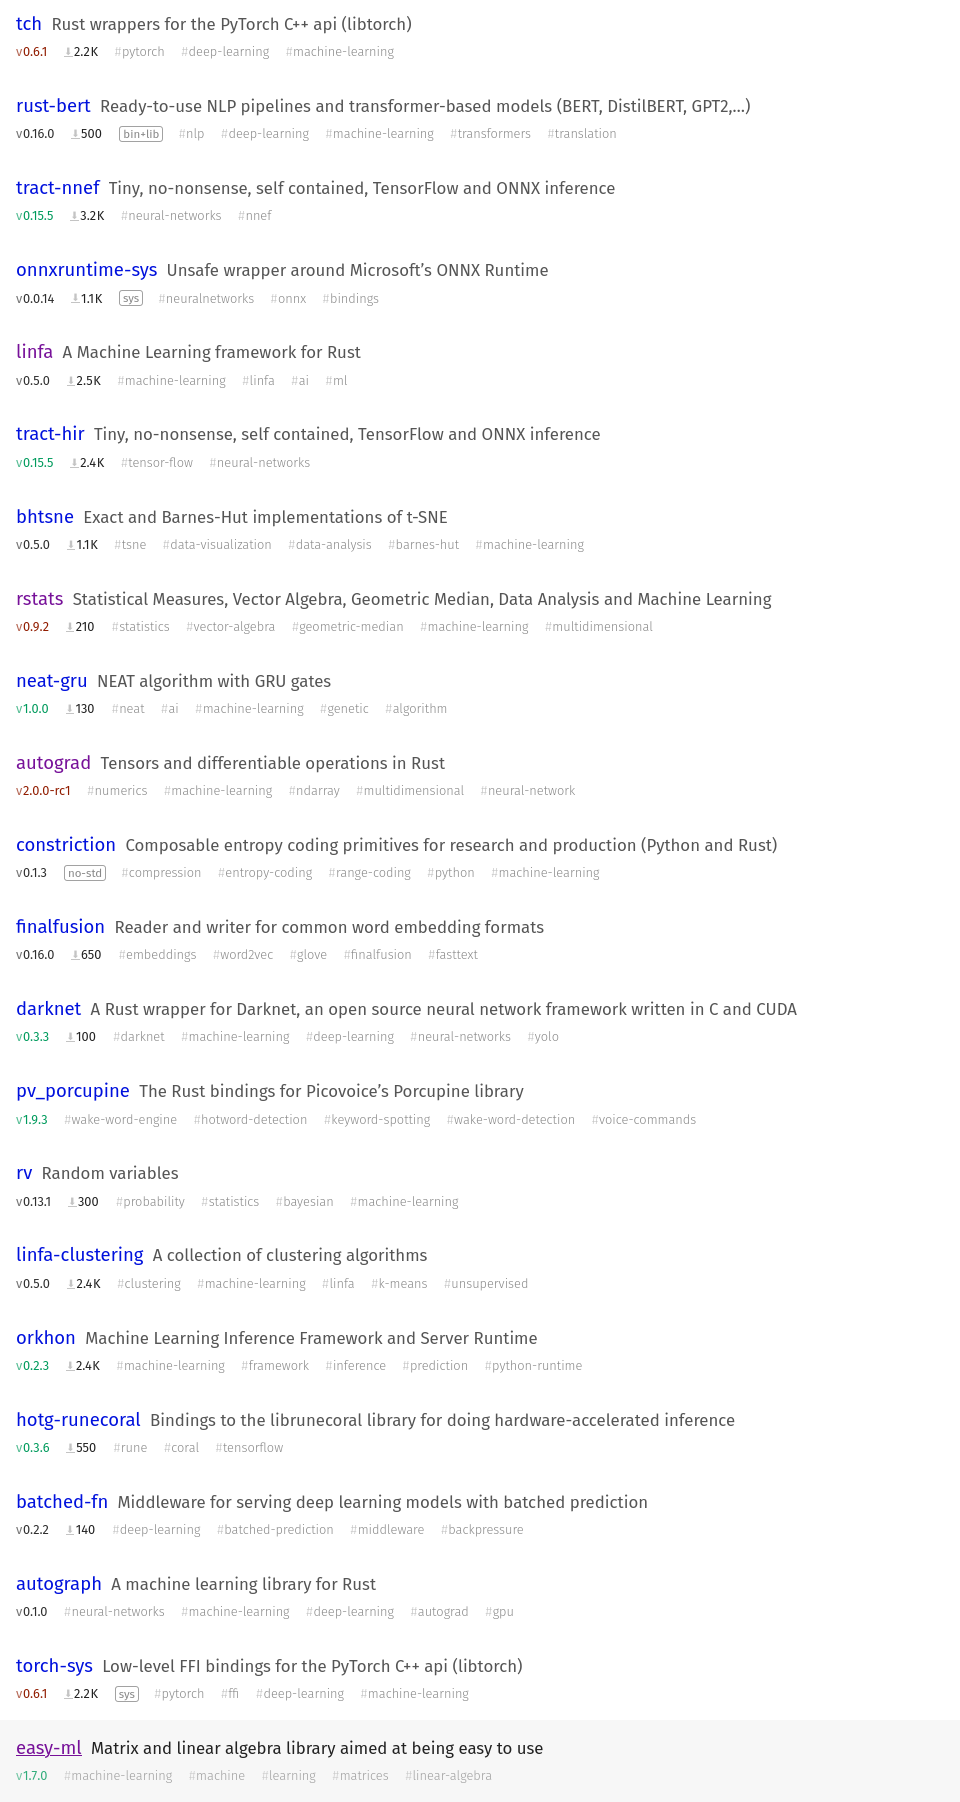 tch Rust wrappers for the PyTorch C++ api (libtorch)
v0.6.1 2.2K #pytorch #deep-learning #machine-learning
rust-bert Ready-to-use NLP pipelines and transformer-based models (BERT, DistilBERT, GPT2,...)
v0.16.0 500 bin+lib #nlp #deep-learning #machine-learning #transformers #translation
tract-nnef Tiny, no-nonsense, self contained, TensorFlow and ONNX inference
v0.15.5 3.2K #neural-networks #nnef
onnxruntime-sys Unsafe wrapper around Microsoft’s ONNX Runtime
v0.0.14 1.1K sys #neuralnetworks #onnx #bindings
linfa A Machine Learning framework for Rust
v0.5.0 2.5K #machine-learning #linfa #ai #ml
tract-hir Tiny, no-nonsense, self contained, TensorFlow and ONNX inference
v0.15.5 2.4K #tensor-flow #neural-networks
bhtsne Exact and Barnes-Hut implementations of t-SNE
v0.5.0 1.1K #tsne #data-visualization #data-analysis #barnes-hut #machine-learning
rstats Statistical Measures, Vector Algebra, Geometric Median, Data Analysis and Machine Learning
v0.9.2 210 #statistics #vector-algebra #geometric-median #machine-learning #multidimensional
neat-gru NEAT algorithm with GRU gates
v1.0.0 130 #neat #ai #machine-learning #genetic #algorithm
autograd Tensors and differentiable operations in Rust
v2.0.0-rc1 #numerics #machine-learning #ndarray #multidimensional #neural-network
constriction Composable entropy coding primitives for research and production (Python and Rust)
v0.1.3 no-std #compression #entropy-coding #range-coding #python #machine-learning
finalfusion Reader and writer for common word embedding formats
v0.16.0 650 #embeddings #word2vec #glove #finalfusion #fasttext
darknet A Rust wrapper for Darknet, an open source neural network framework written in C and CUDA
v0.3.3 100 #darknet #machine-learning #deep-learning #neural-networks #yolo
pv_porcupine The Rust bindings for Picovoice’s Porcupine library
v1.9.3 #wake-word-engine #hotword-detection #keyword-spotting #wake-word-detection #voice-commands
rv Random variables
v0.13.1 300 #probability #statistics #bayesian #machine-learning
linfa-clustering A collection of clustering algorithms
v0.5.0 2.4K #clustering #machine-learning #linfa #k-means #unsupervised
orkhon Machine Learning Inference Framework and Server Runtime
v0.2.3 2.4K #machine-learning #framework #inference #prediction #python-runtime
hotg-runecoral Bindings to the librunecoral library for doing hardware-accelerated inference
v0.3.6 550 #rune #coral #tensorflow
batched-fn Middleware for serving deep learning models with batched prediction
v0.2.2 140 #deep-learning #batched-prediction #middleware #backpressure
autograph A machine learning library for Rust
v0.1.0 #neural-networks #machine-learning #deep-learning #autograd #gpu
torch-sys Low-level FFI bindings for the PyTorch C++ api (libtorch)
v0.6.1 2.2K sys #pytorch #ffi #deep-learning #machine-learning
easy-ml Matrix and linear algebra library aimed at being easy to use
v1.7.0 #machine-learning #machine #learning #matrices #linear-algebra